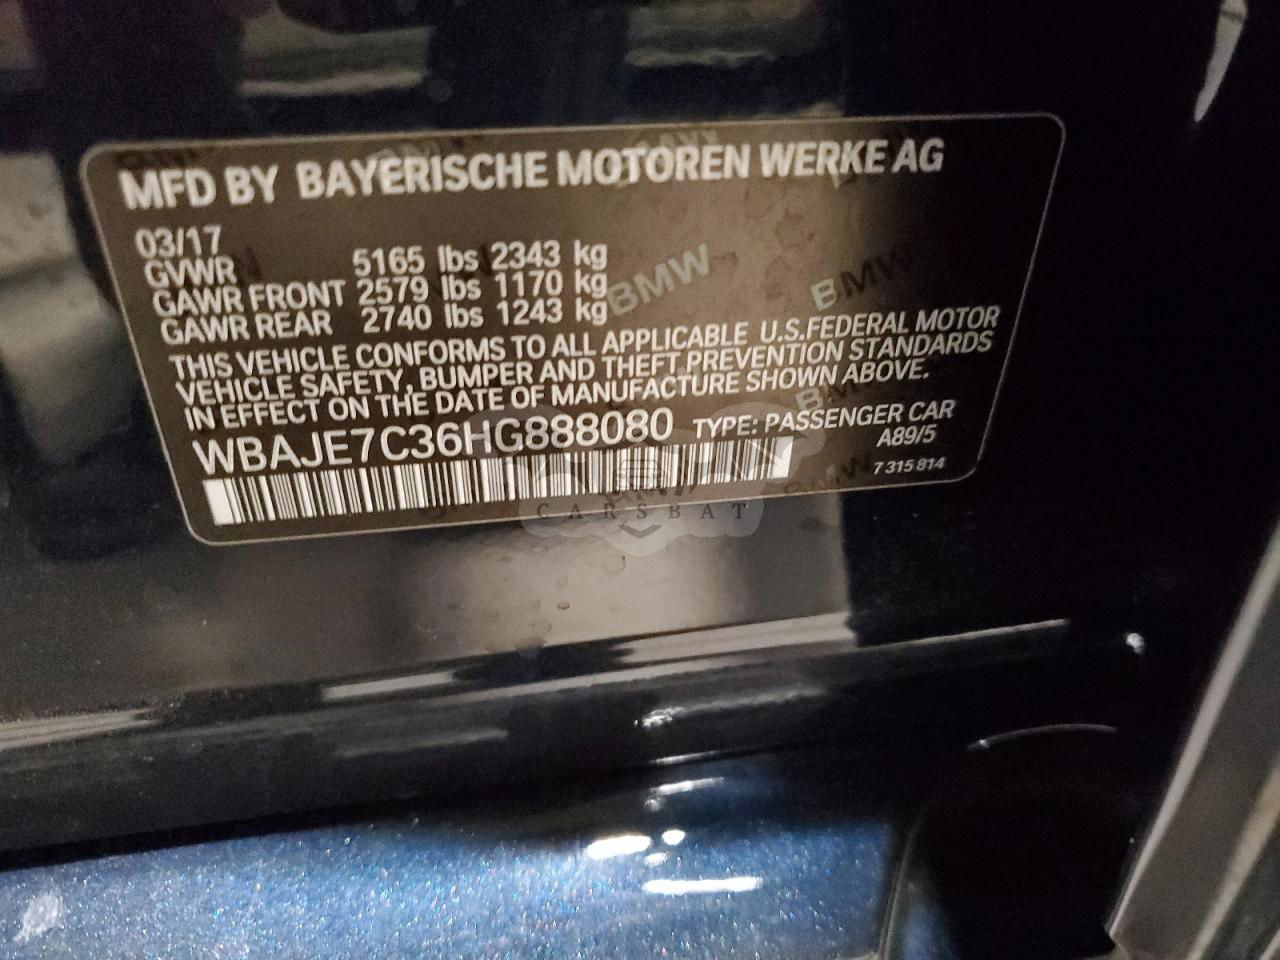 MFD BY BAYERISCHE MOTOREN WERKE AG
03/17
GVWR 5165 lbs 2343 kg
GAWR FRONT 2579 lbs 1170 kg
GAWR REAR 2740 lbs 1243 kg
THIS VEHICLE CONFORMS TO ALL APPLICABLE U.S.FEDERAL MOTOR
VEHICLE SAFETY, BUMPER AND THEFT PREVENTION STANDARDS
IN EFFECT ON THE DATE OF MANUFACTURE SHOWN ABOVE.
WBAJE7C36HG888080 TYPE: PASSENGER CAR
A89/5
7 315 814
BMW
BMW
CARSBAT